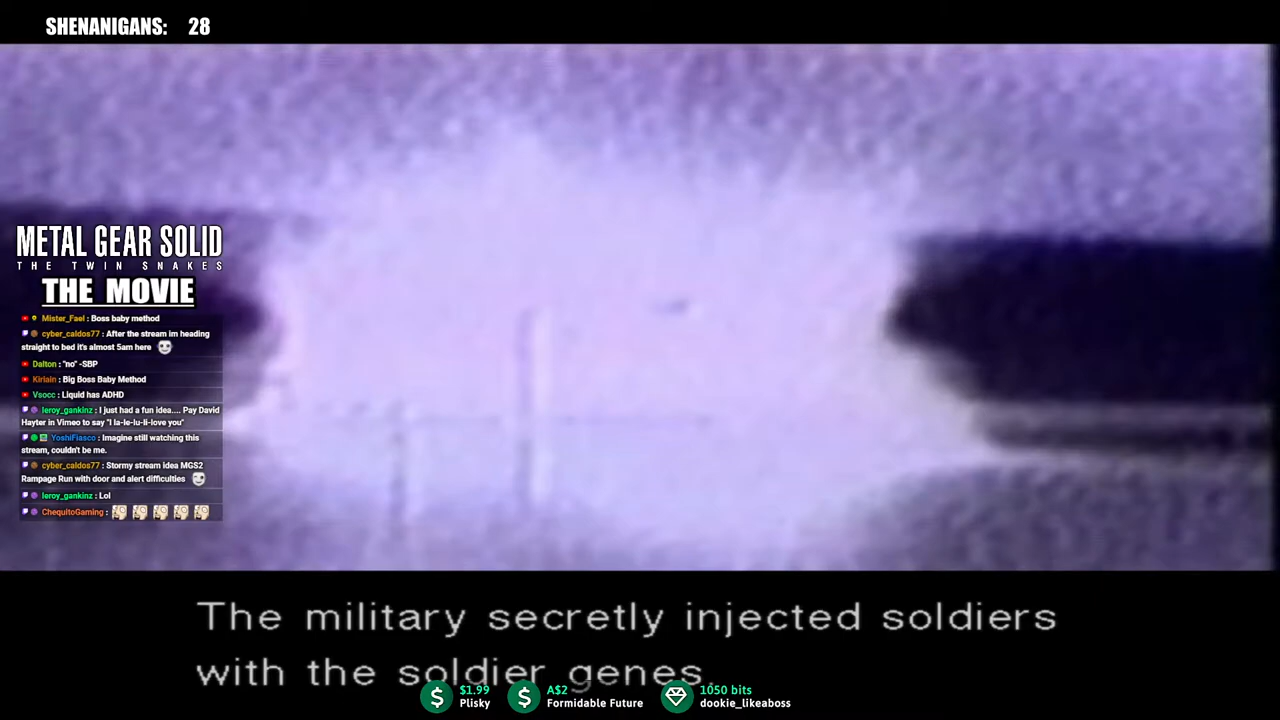 SHENANIGANS: 28
METAL GEAR SOLID
THE TWIN SNAKES
THE MOVIE
Mister_Fael : Boss baby method
cyber_caldos77 : After the stream im heading
straight to bed it's almost 5am here
Dalton : "no" -SBP
Kirlain : Big Boss Baby Method
Vsocc : Liquid has ADHD
leroy_gankinz : I just had a fun idea.... Pay David
Hayter in Vimeo to say "I la-le-lu-li-love you"
YoshiFiasco : Imagine still watching this
stream, couldn't be me.
cyber_caldos77 : Stormy stream idea MGS2
Rampage Run with door and alert difficulties
leroy_gankinz : Lol
ChequitoGaming :
The military secretly injected soldiers
with the soldier genes.
$1.99
Plisky
A$2
Formidable Future
1050 bits
dookie_likeaboss